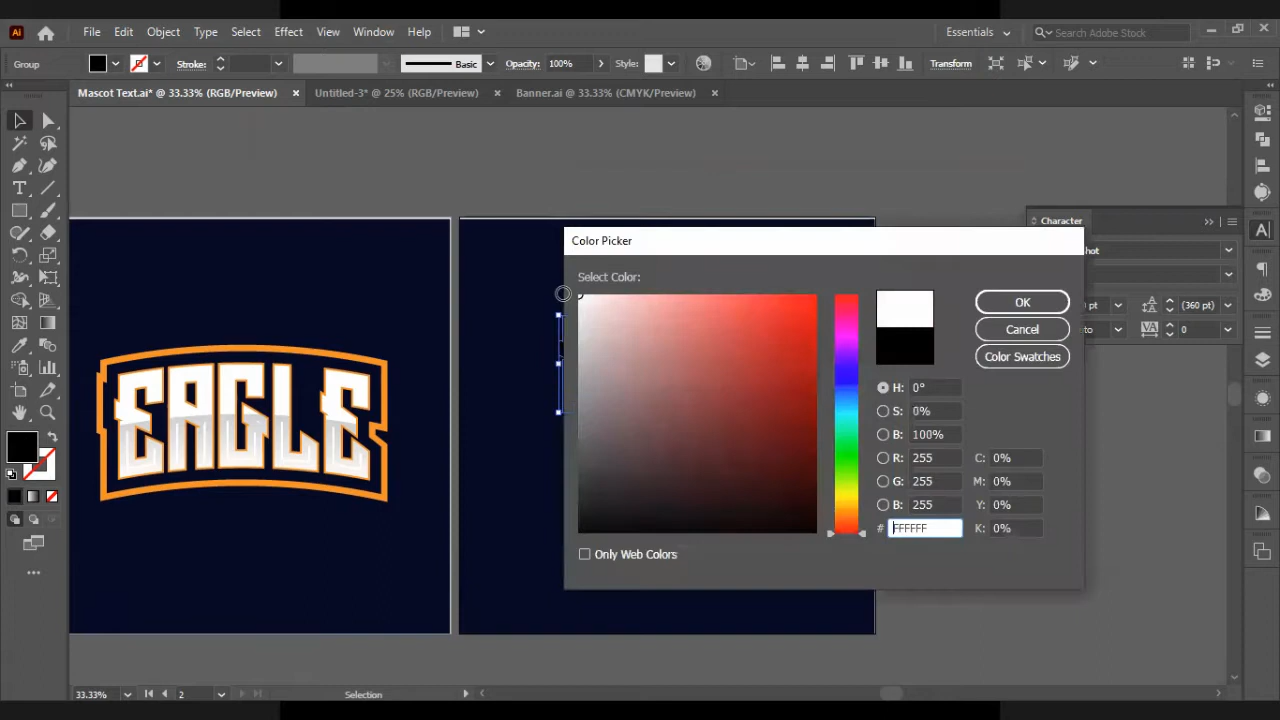 Ai File Edit Object Type Select Effect View Window Help Essentials Search Adobe Stock
Group Stroke: Basic Opacity: 100% Style: Transform
Mascot Text.ai* @ 33.33% (RGB/Preview) × Untitled-3* @ 25% (RGB/Preview) × Banner.ai @ 33.33% (CMYK/Preview) ×
Character
Color Picker
Select Color:
OK
Cancel
Color Swatches
H: 0°
S: 0%
B: 100%
R: 255 C: 0%
G: 255 M: 0%
B: 255 Y: 0%
# FFFFFF K: 0%
Only Web Colors
(360 pt)
0
EAGLE
33.33% 2 Selection